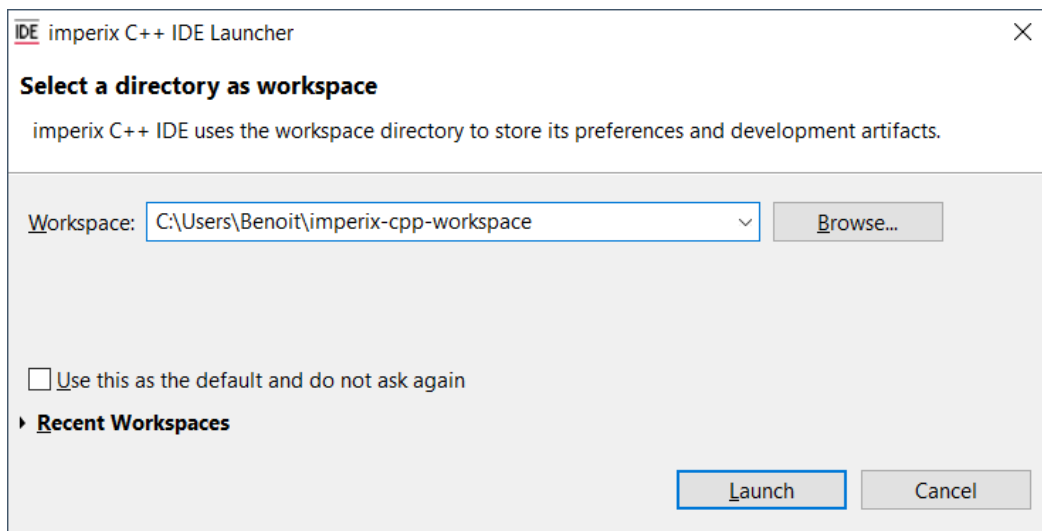 IDE imperix C++ IDE Launcher
Select a directory as workspace
imperix C++ IDE uses the workspace directory to store its preferences and development artifacts.
Workspace: C:\Users\Benoit\imperix-cpp-workspace Browse...
Use this as the default and do not ask again
Recent Workspaces
Launch Cancel